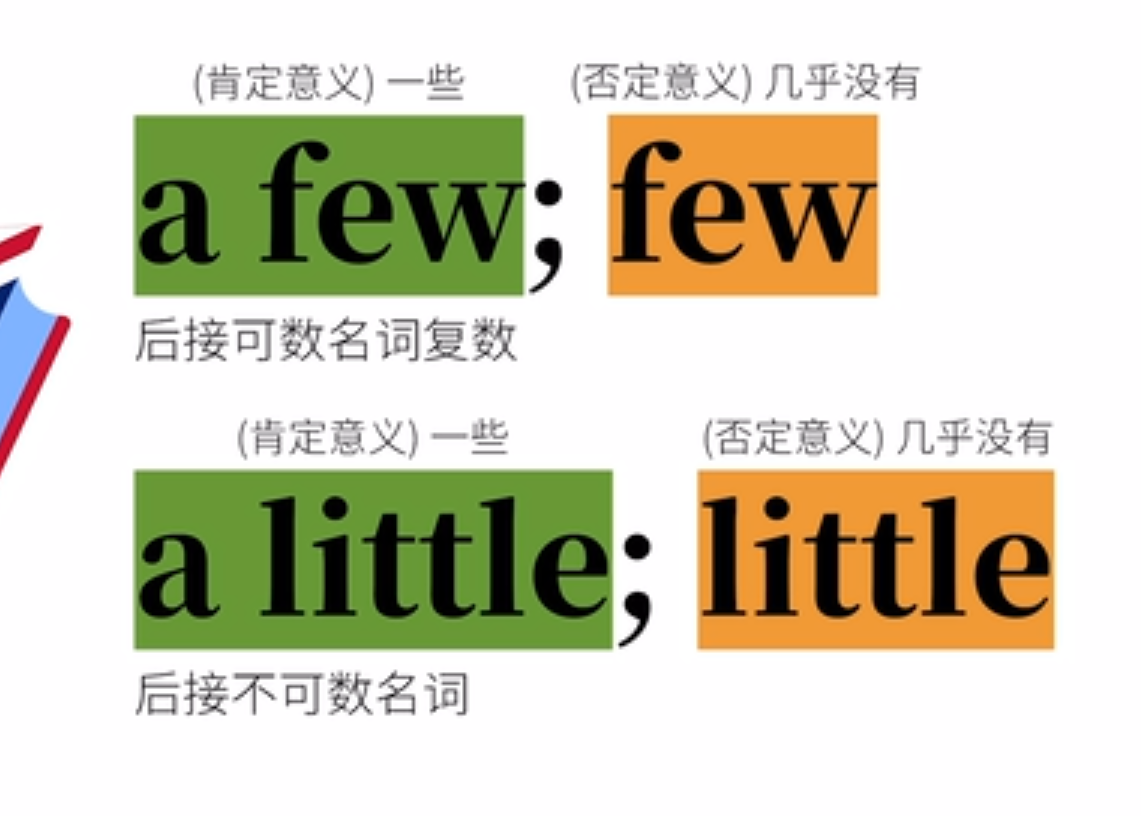 (肯定意义) 一些 (否定意义) 几乎没有
a few; few
后接可数名词复数
(肯定意义) 一些 (否定意义) 几乎没有
a little; little
后接不可数名词